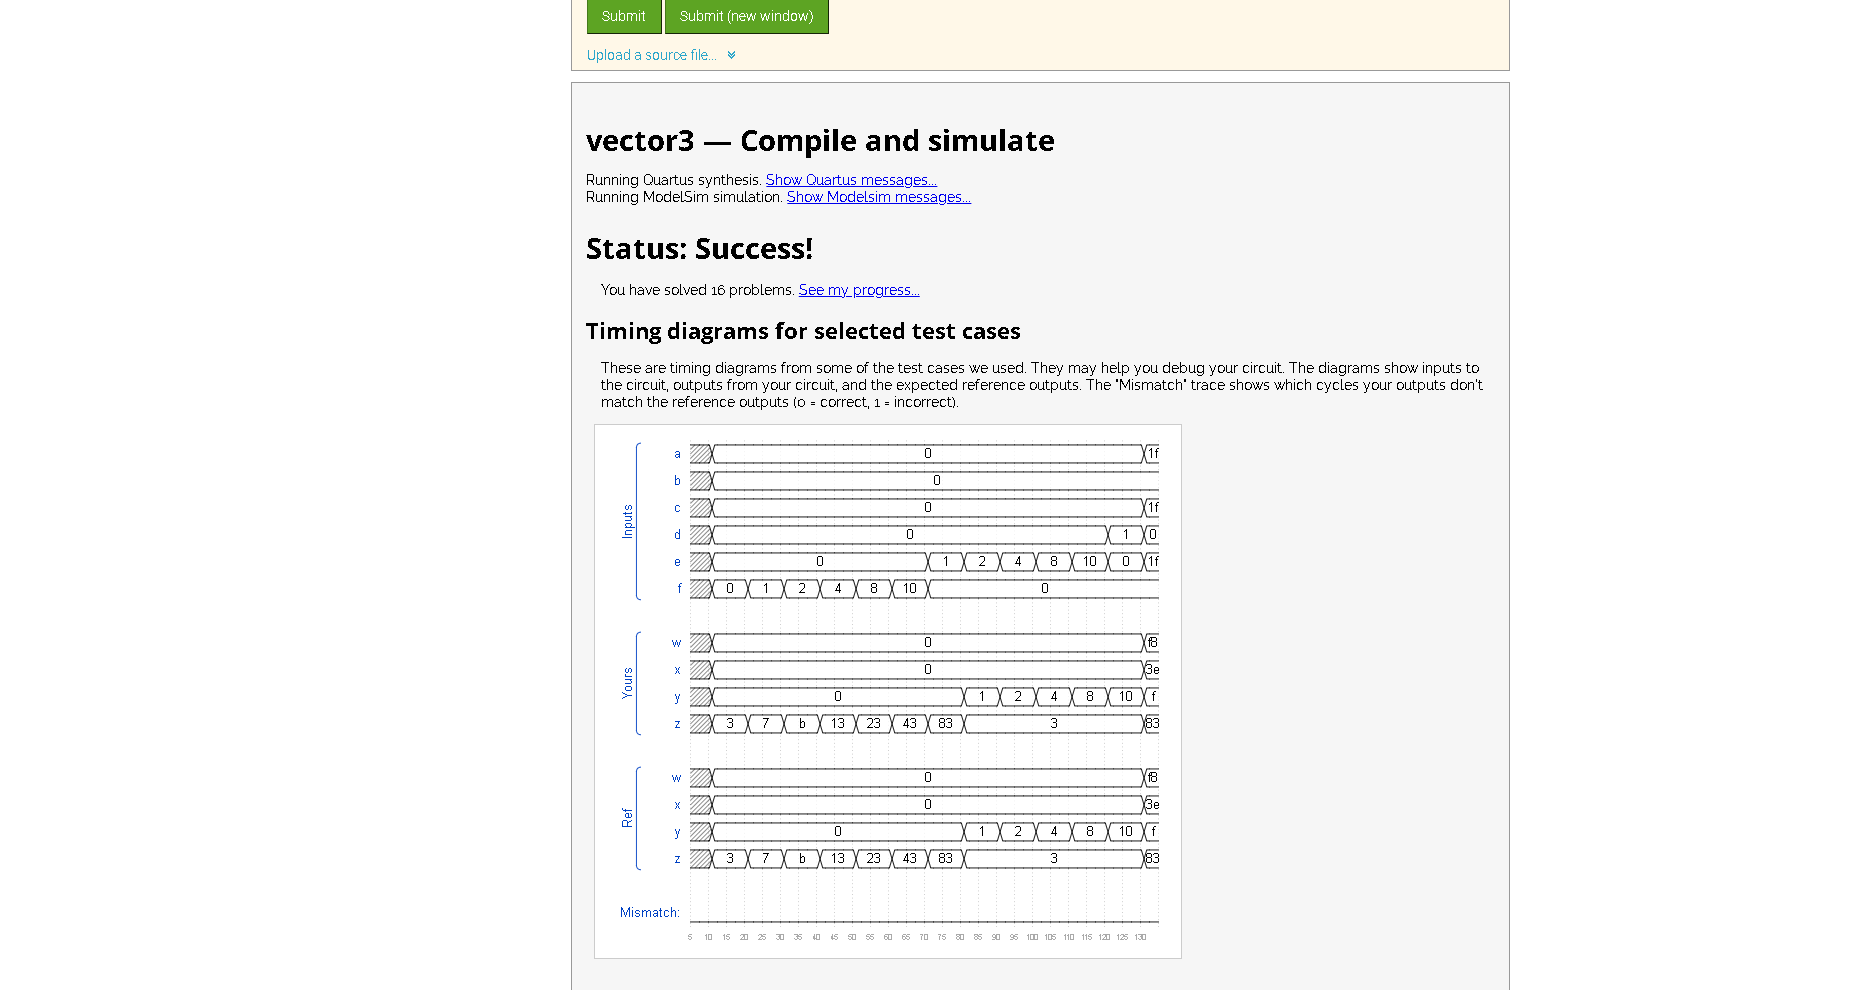 Submit Submit (new window)
Upload a source file...
vector3 — Compile and simulate
Running Quartus synthesis. Show Quartus messages...
Running ModelSim simulation. Show Modelsim messages...
Status: Success!
You have solved 16 problems. See my progress...
Timing diagrams for selected test cases
These are timing diagrams from some of the test cases we used. They may help you debug your circuit. The diagrams show inputs to
the circuit, outputs from your circuit, and the expected reference outputs. The "Mismatch" trace shows which cycles your outputs don't
match the reference outputs (0 = correct, 1 = incorrect).
Inputs
a 0 1f
b 0
c 0 1f
d 0 1 0
e 0 1 2 4 8 10 0 1f
f 0 1 2 4 8 10 0
Yours
w 0 f8
x 0 3e
y 0 1 2 4 8 10 f
z 3 7 b 13 23 43 83 3 83
Ref
w 0 f8
x 0 3e
y 0 1 2 4 8 10 f
z 3 7 b 13 23 43 83 3 83
Mismatch:
5 10 15 20 25 30 35 40 45 50 55 60 65 70 75 80 85 90 95 100 105 110 115 120 125 130